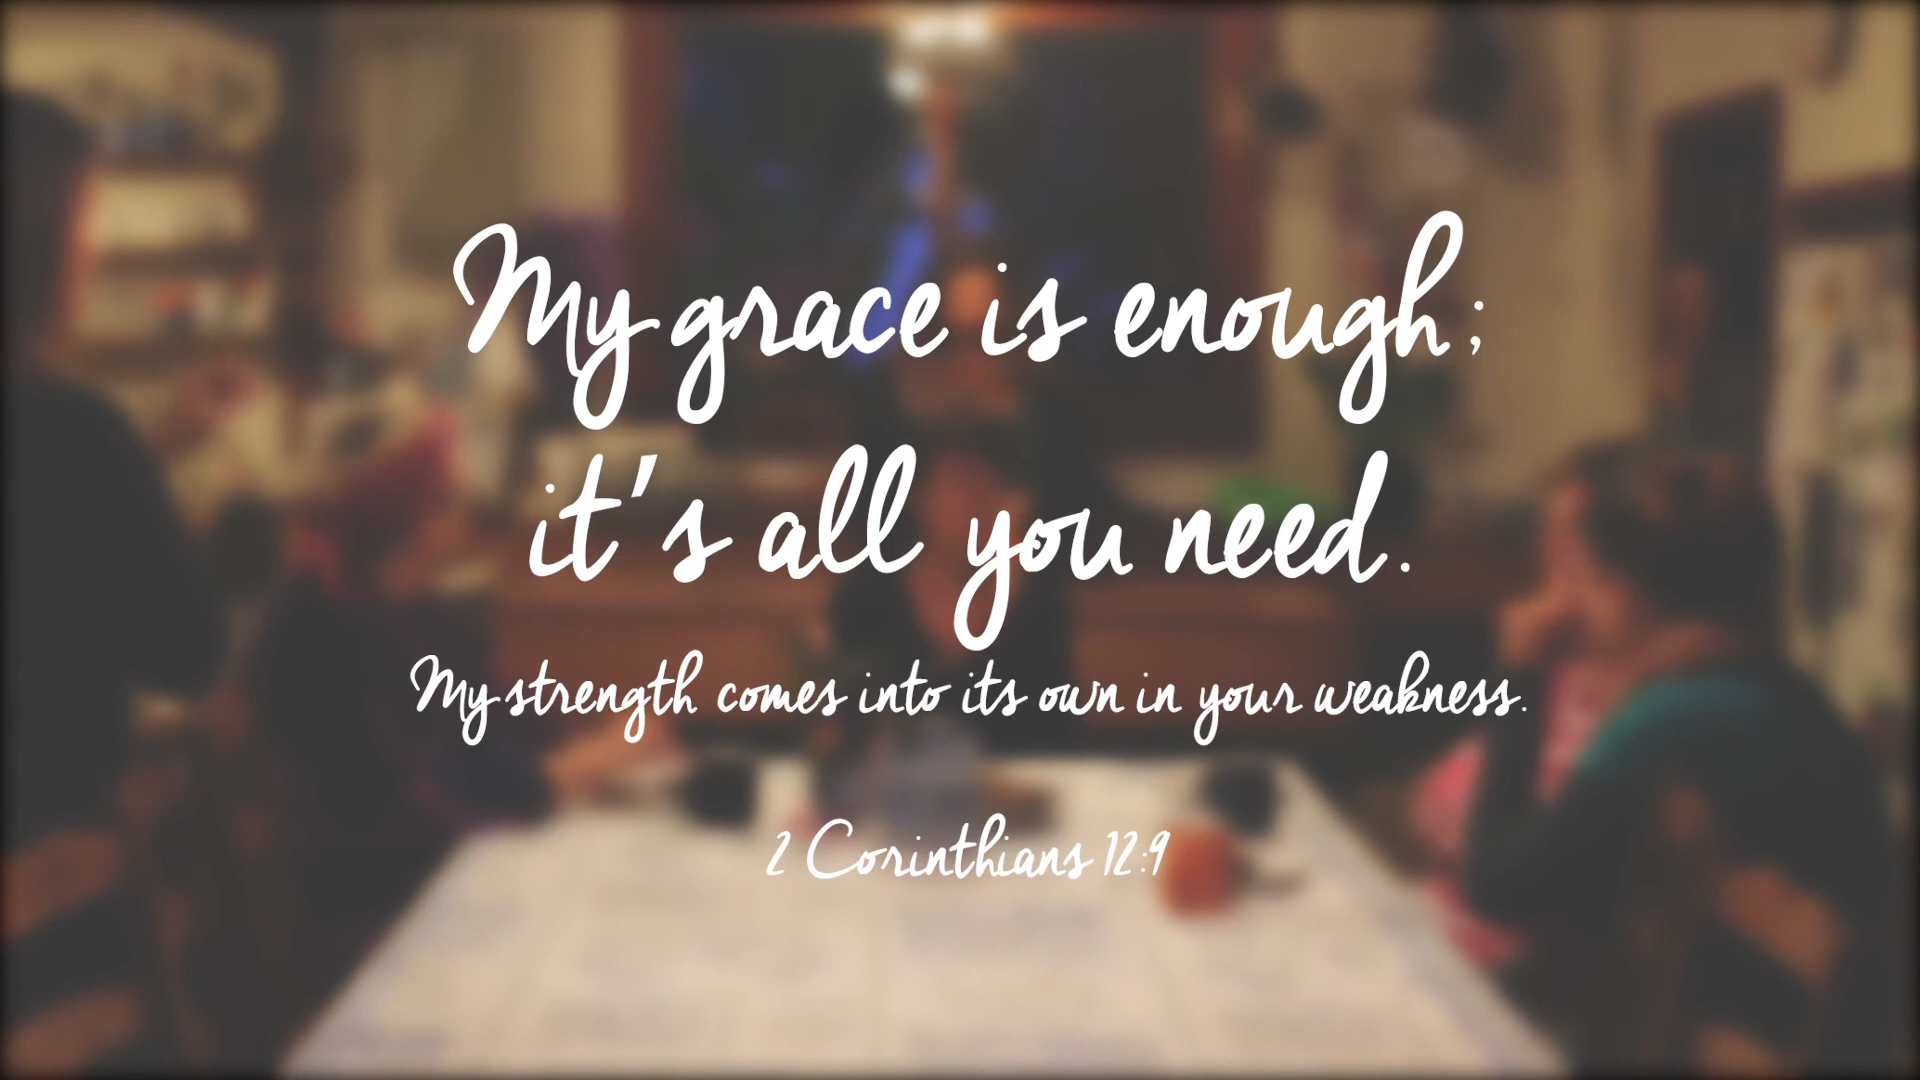 My grace is enough;
it's all you need.
My strength comes into its own in your weakness.
2 Corinthians 12:9